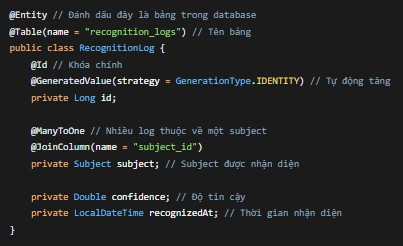 @Entity // Đánh dấu đây là bảng trong database
@Table(name = "recognition_logs") // Tên bảng
public class RecognitionLog {
@Id // Khóa chính
@GeneratedValue(strategy = GenerationType.IDENTITY) // Tự động tăng
private Long id;
@ManyToOne // Nhiều log thuộc về một subject
@JoinColumn(name = "subject_id")
private Subject subject; // Subject được nhận diện
private Double confidence; // Độ tin cậy
private LocalDateTime recognizedAt; // Thời gian nhận diện
}